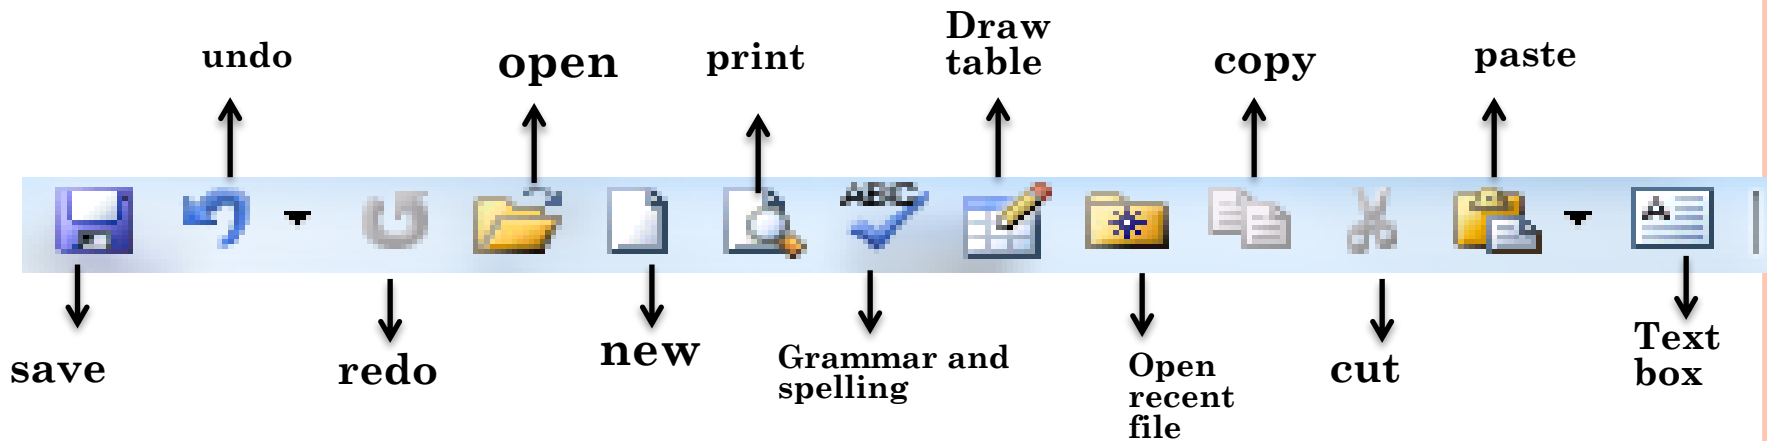 undo
open
print
Draw
table
copy
paste
ABC
A
save
redo
new
Grammar and
spelling
Open
recent
file
cut
Text
box